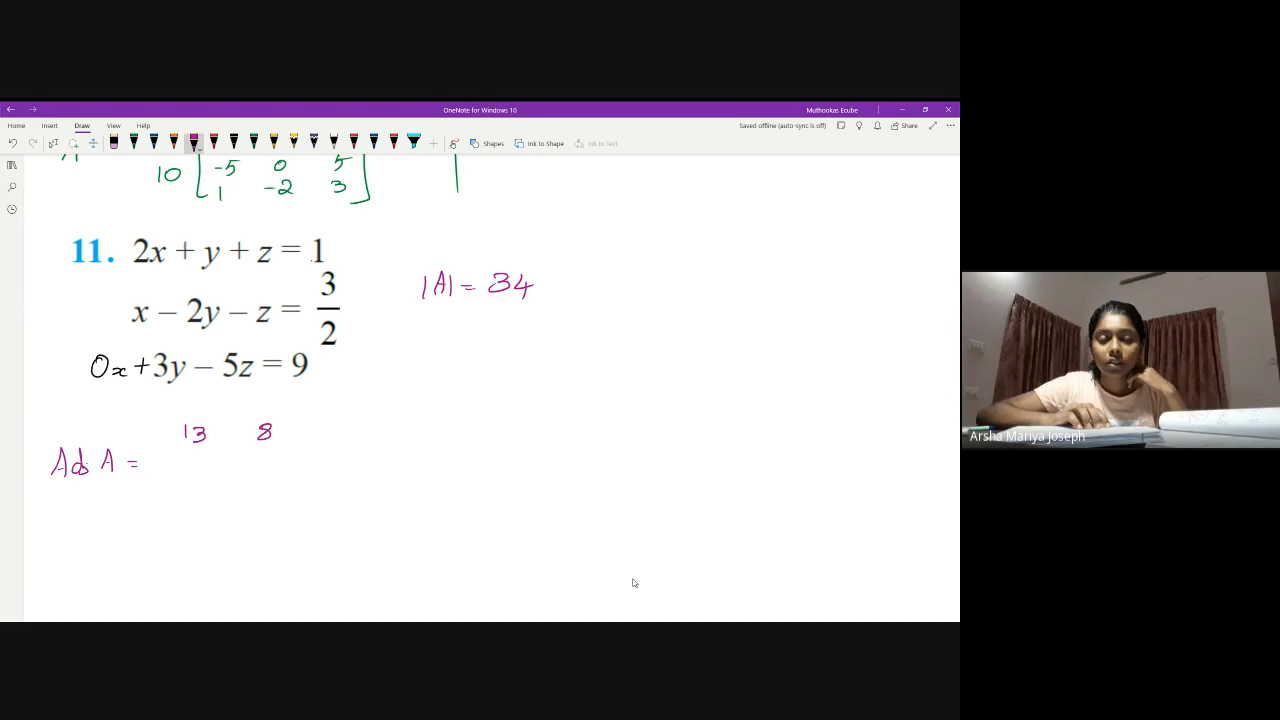 OneNote for Windows 10
Muthookas Ecube
Home Insert Draw View Help
Saved offline (auto-sync is off) Share
Shapes Ink to Shape Ink to Text
10 -5 0 5
1 -2 3
11. 2x + y + z = 1
|A| = 34
x - 2y - z = 3/2
0x + 3y - 5z = 9
13 8
Adj A =
Arsha Mariya Joseph